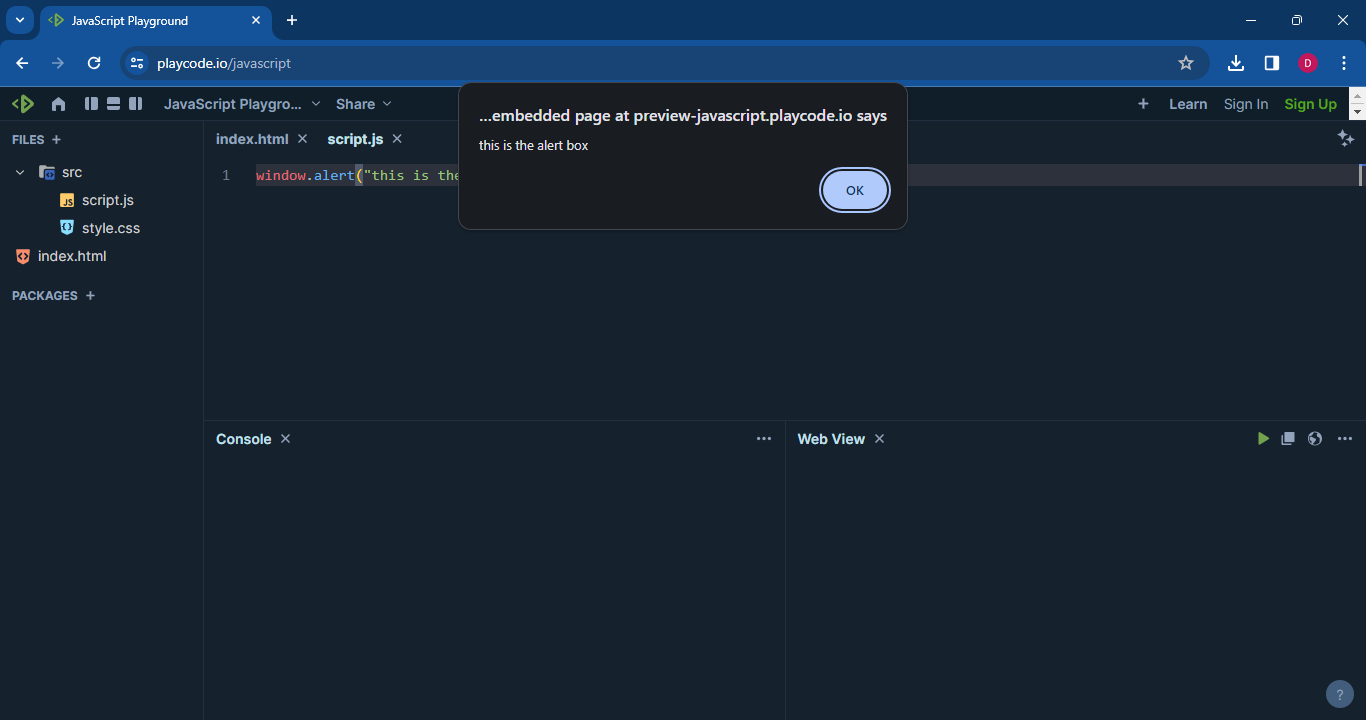 JavaScript Playground
playcode.io/javascript
D
JavaScript Playgro...
Share
Learn
Sign In
Sign Up
...embedded page at preview-javascript.playcode.io says
this is the alert box
OK
FILES +
src
JS script.js
style.css
index.html
PACKAGES +
index.html
script.js
1 window.alert("this is the
Console
Web View
?